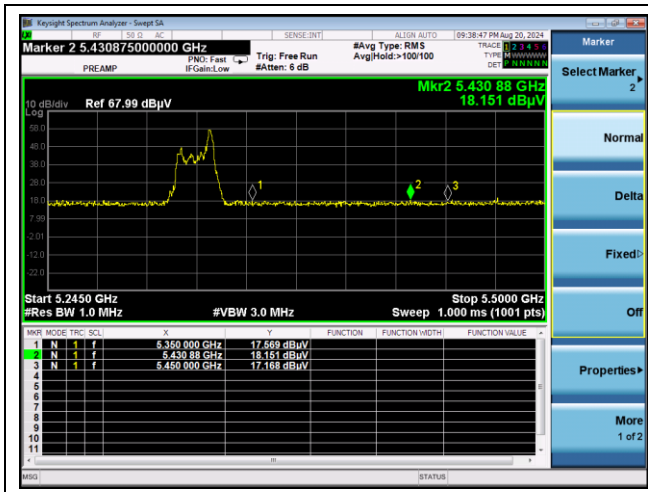 Keysight Spectrum Analyzer - Swept SA
RF 50 Ω AC SENSE:INT ALIGN AUTO 09:38:47 PM Aug 20, 2024
Marker 2 5.430875000000 GHz
PREAMP
PNO: Fast
IFGain:Low
Trig: Free Run
#Atten: 6 dB
#Avg Type: RMS
Avg|Hold:>100/100
TRACE 1 2 3 4 5 6
TYPE M W W W W W
DET P N N N N N
Marker
Select Marker
2
Normal
Delta
Fixed
Off
Properties
More
1 of 2
Mkr2 5.430 88 GHz
18.151 dBµV
10 dB/div Ref 67.99 dBµV
Log
58.0
48.0
38.0
28.0
18.0
7.99
-2.01
-12.0
-22.0
1
2
3
Start 5.2450 GHz Stop 5.5000 GHz
#Res BW 1.0 MHz #VBW 3.0 MHz Sweep 1.000 ms (1001 pts)
MKR MODE TRC SCL X Y FUNCTION FUNCTION WIDTH FUNCTION VALUE
1 N 1 f 5.350 000 GHz 17.569 dBµV
2 N 1 f 5.430 88 GHz 18.151 dBµV
3 N 1 f 5.450 000 GHz 17.168 dBµV
4
5
6
7
8
9
10
11
MSG STATUS